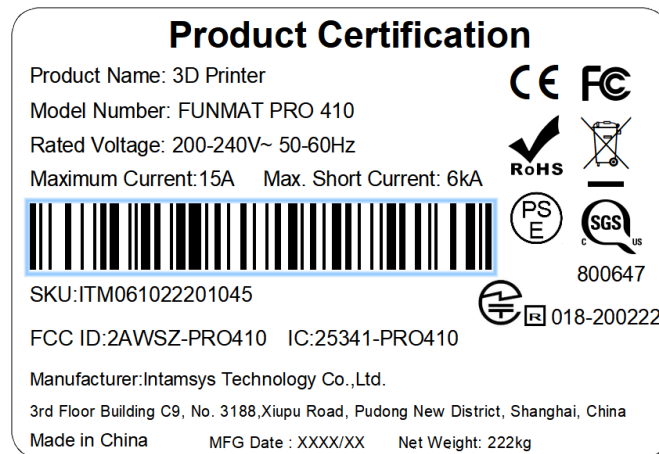 Product Certification
Product Name: 3D Printer
Model Number: FUNMAT PRO 410
Rated Voltage: 200-240V~ 50-60Hz
Maximum Current:15A Max. Short Current: 6kA
SKU:ITM061022201045
FCC ID:2AWSZ-PRO410 IC:25341-PRO410
Manufacturer:Intamsys Technology Co.,Ltd.
3rd Floor Building C9, No. 3188,Xiupu Road, Pudong New District, Shanghai, China
Made in China MFG Date : XXXX/XX Net Weight: 222kg
CE FC
RoHS
PS
E
SGS
C US
800647
R 018-200222